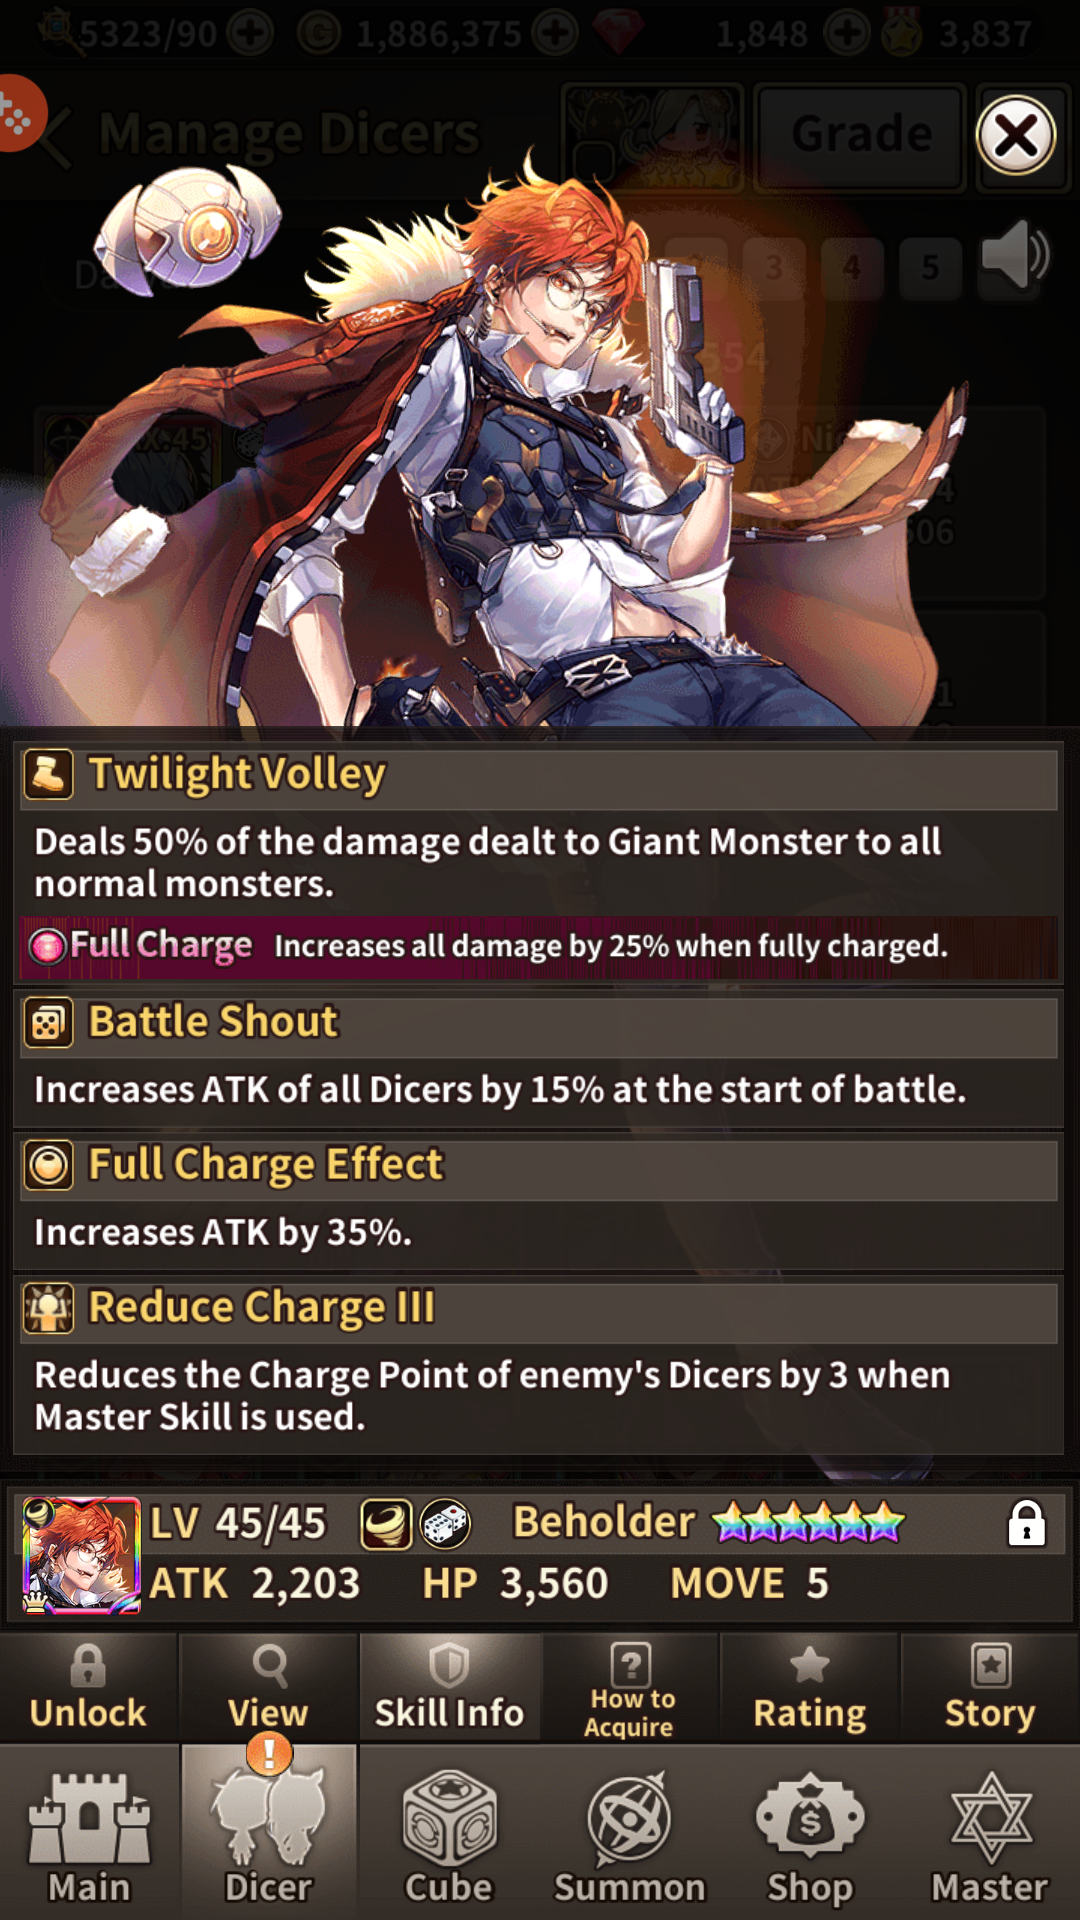 5323/90 1,886,375 1,848 3,837
Manage Dicers Grade
3 4 5
Twilight Volley
Deals 50% of the damage dealt to Giant Monster to all
normal monsters.
Full Charge Increases all damage by 25% when fully charged.
Battle Shout
Increases ATK of all Dicers by 15% at the start of battle.
Full Charge Effect
Increases ATK by 35%.
Reduce Charge III
Reduces the Charge Point of enemy's Dicers by 3 when
Master Skill is used.
LV 45/45 Beholder
ATK 2,203 HP 3,560 MOVE 5
Unlock View Skill Info How to Acquire Rating Story
Main Dicer Cube Summon Shop Master